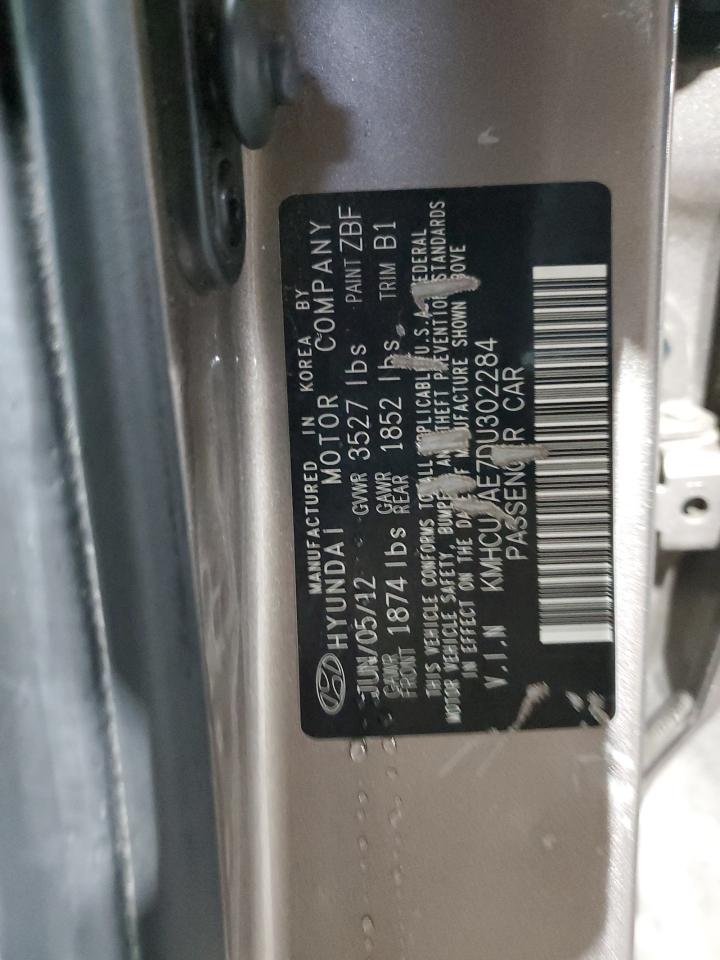 MANUFACTURED IN KOREA BY
HYUNDAI MOTOR COMPANY
JUN/05/12 GVWR 3527 lbs PAINT ZBF
GAWR FRONT 1874 lbs GAWR REAR 1852 lbs. TRIM B1
THIS VEHICLE CONFORMS TO ALL APPLICABLE U.S.A. FEDERAL
MOTOR VEHICLE SAFETY, BUMPER AND THEFT PREVENTION STANDARDS
IN EFFECT ON THE DATE OF MANUFACTURE SHOWN ABOVE
V.I.N
PASSENGER CAR